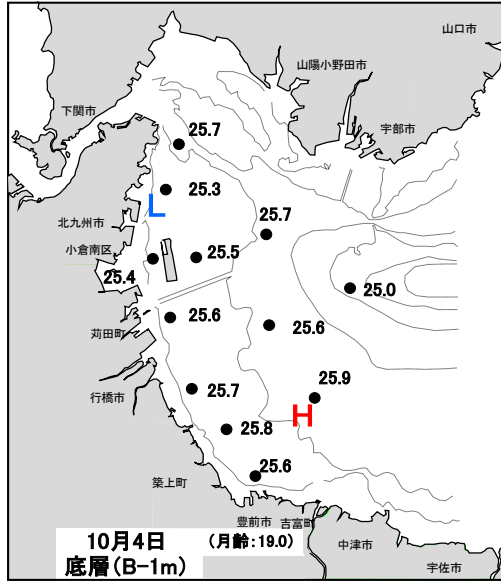 山口市
山陽小野田市
下関市
宇部市
25.7
25.3
L
25.7
北九州市
小倉南区
25.5
25.4
25.0
25.6
25.6
苅田町
25.7
25.9
行橋市
H
25.8
25.6
築上町
豊前市
吉富町
10月4日 (月齢:19.0)
中津市
底層(B-1m)
宇佐市